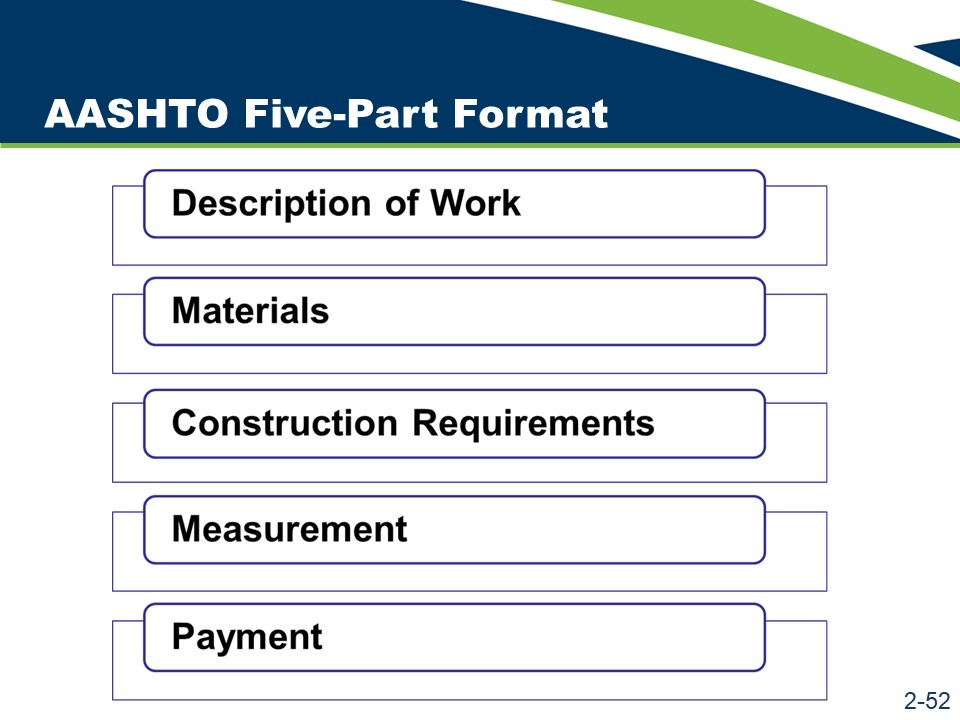 AASHTO Five-Part Format
Description of Work
Materials
Construction Requirements
Measurement
Payment
2-52